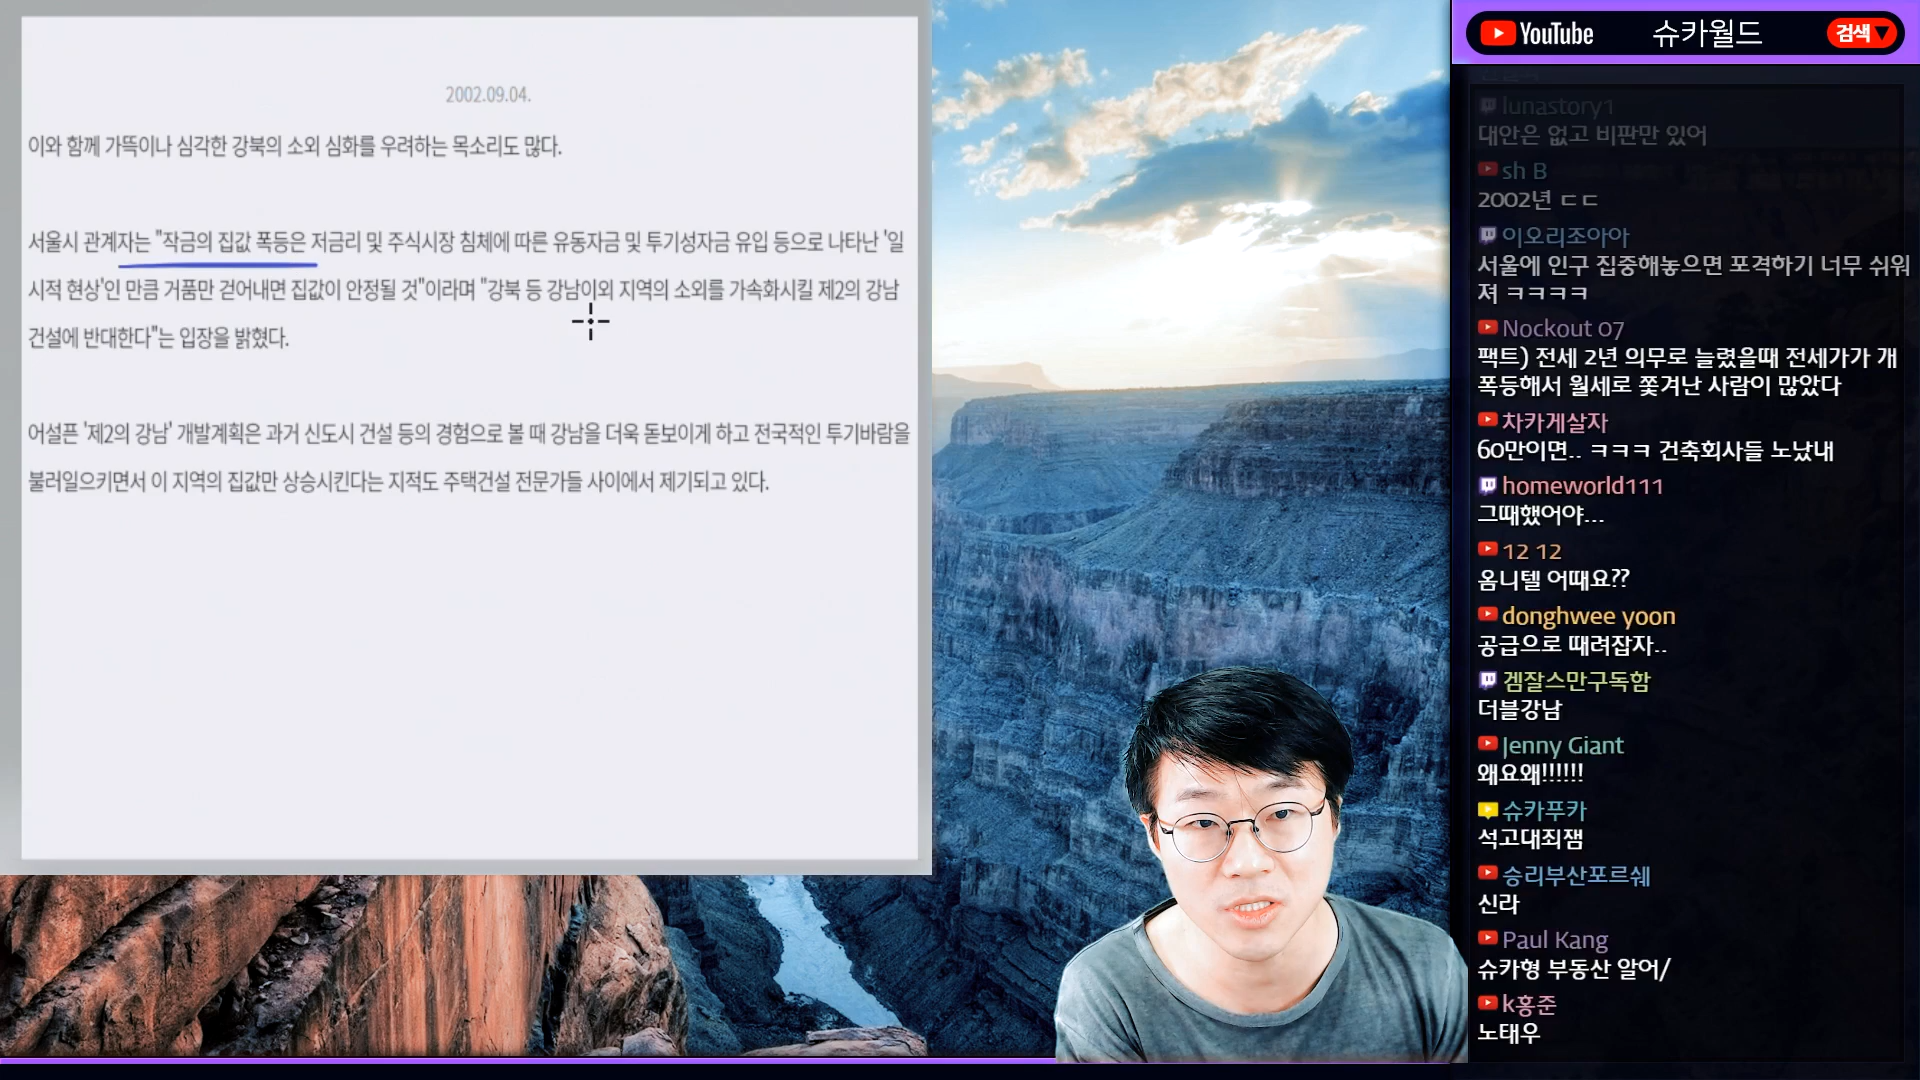 2002.09.04.
이와 함께 가뜩이나 심각한 강북의 소외 심화를 우려하는 목소리도 많다.
서울시 관계자는 "작금의 집값 폭등은 저금리 및 주식시장 침체에 따른 유동자금 및 투기성자금 유입 등으로 나타난 '일
시적 현상'인 만큼 거품만 걷어내면 집값이 안정될 것"이라며 "강북 등 강남이외 지역의 소외를 가속화시킬 제2의 강남
건설에 반대한다"는 입장을 밝혔다.
어설픈 '제2의 강남' 개발계획은 과거 신도시 건설 등의 경험으로 볼 때 강남을 더욱 돋보이게 하고 전국적인 투기바람을
불러일으키면서 이 지역의 집값만 상승시킨다는 지적도 주택건설 전문가들 사이에서 제기되고 있다.
YouTube 슈카월드 검색▼
lunastory1
대안은 없고 비판만 있어
sh B
2002년 ㄷㄷ
이오리조아아
서울에 인구 집중해놓으면 포격하기 너무 쉬워
져 ㅋㅋㅋㅋ
Nockout 07
팩트) 전세 2년 의무로 늘렸을때 전세가가 개
폭등해서 월세로 쫓겨난 사람이 많았다
차카게살자
60만이면.. ㅋㅋㅋ 건축회사들 노났내
homeworld111
그때했어야...
12 12
옴니텔 어때요??
donghwee yoon
공급으로 때려잡자..
겜잘스만구독함
더블강남
Jenny Giant
왜요왜!!!!!!
슈카푸카
석고대죄잼
승리부산포르쉐
신라
Paul Kang
슈카형 부동산 알어/
k홍준
노태우